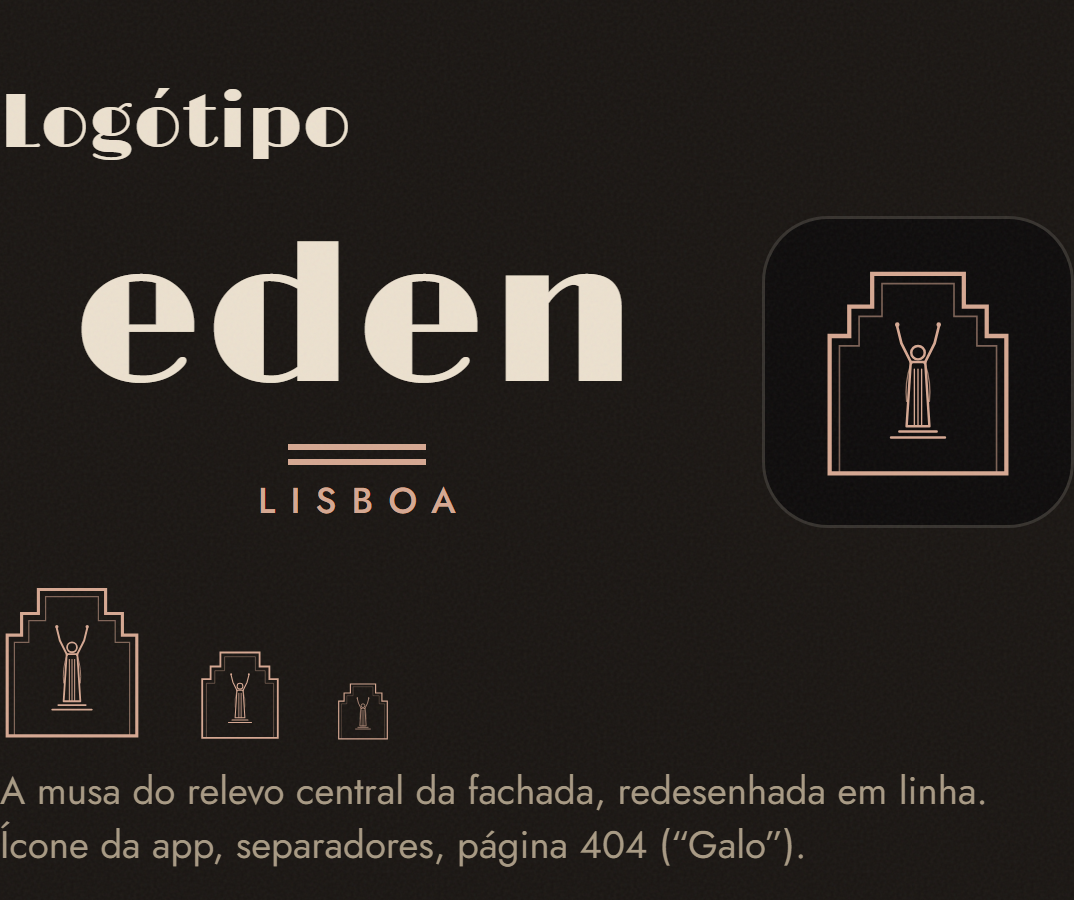 Logótipo
eden
LISBOA
A musa do relevo central da fachada, redesenhada em linha.
Ícone da app, separadores, página 404 (“Galo”).